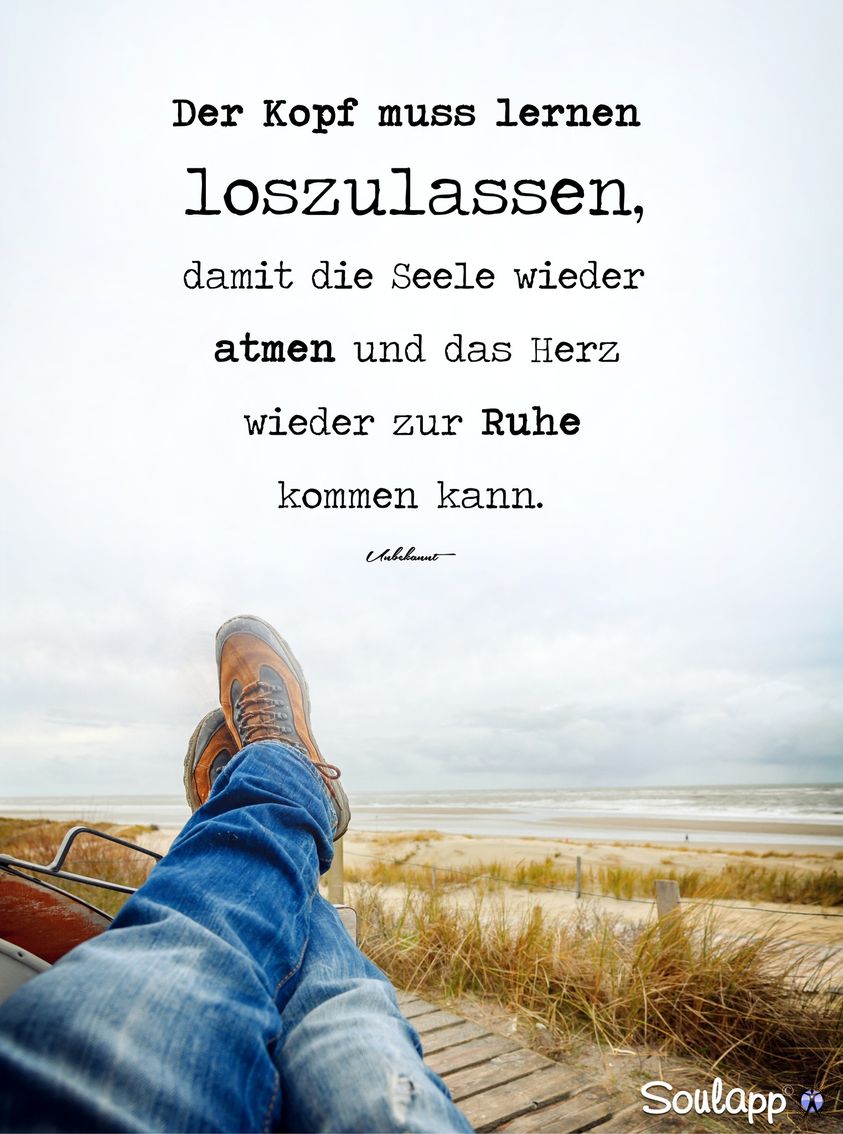 Der Kopf muss lernen
loszulassen,
damit die Seele wieder
atmen und das Herz
wieder zur Ruhe
kommen kann.
Unbekannt
Soulapp©